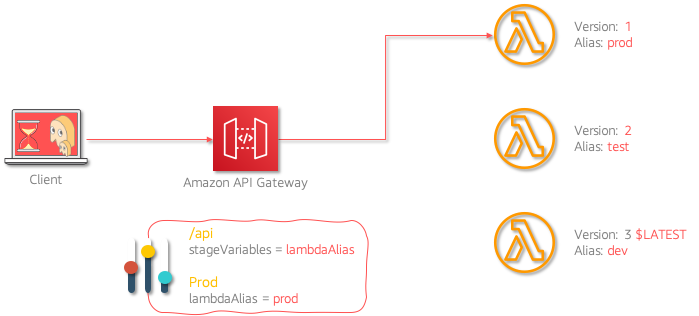 Version: 1
Alias: prod
Version: 2
Alias: test
Client
Amazon API Gateway
/api
stageVariables = lambdaAlias
Prod
lambdaAlias = prod
Version: 3 $LATEST
Alias: dev